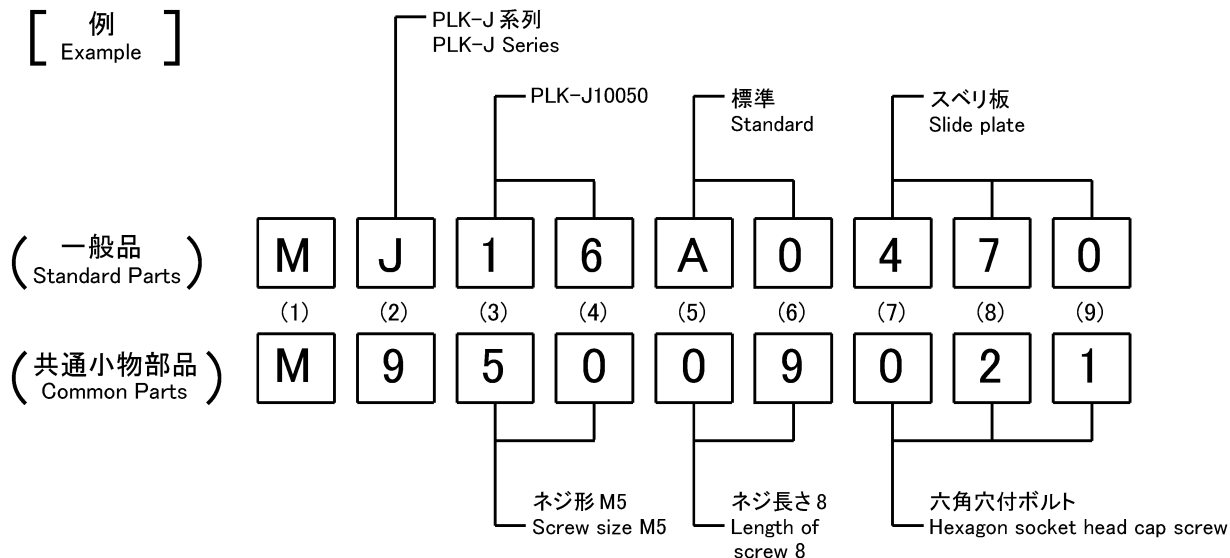 例
Example
PLK-J 系列
PLK-J Series
PLK-J10050
標準
Standard
スベリ板
Slide plate
一般品
Standard Parts
M J 1 6 A 0 4 7 0
(1) (2) (3) (4) (5) (6) (7) (8) (9)
共通小物部品
Common Parts
M 9 5 0 0 9 0 2 1
ネジ形 M5
Screw size M5
ネジ長さ 8
Length of
screw 8
六角穴付ボルト
Hexagon socket head cap screw